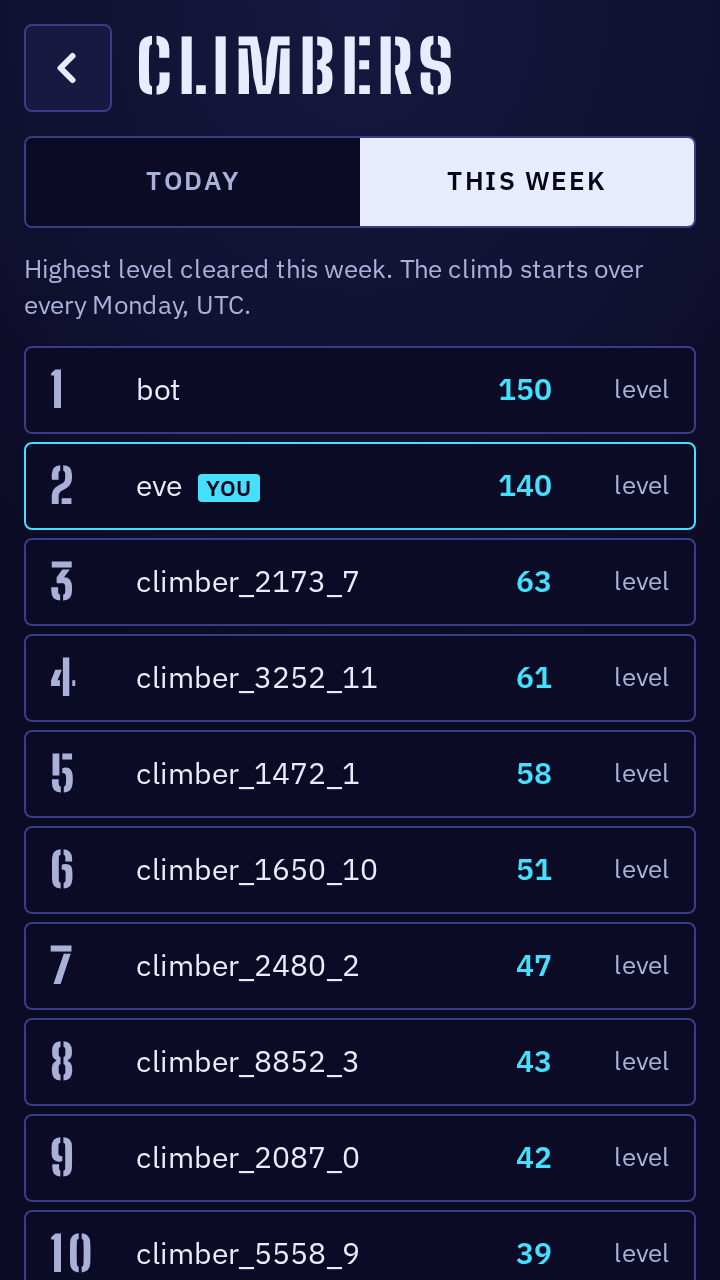 CLIMBERS
TODAY
THIS WEEK
Highest level cleared this week. The climb starts over
every Monday, UTC.
1 bot 150 level
2 eve YOU 140 level
3 climber_2173_7 63 level
4 climber_3252_11 61 level
5 climber_1472_1 58 level
6 climber_1650_10 51 level
7 climber_2480_2 47 level
8 climber_8852_3 43 level
9 climber_2087_0 42 level
10 climber_5558_9 39 level